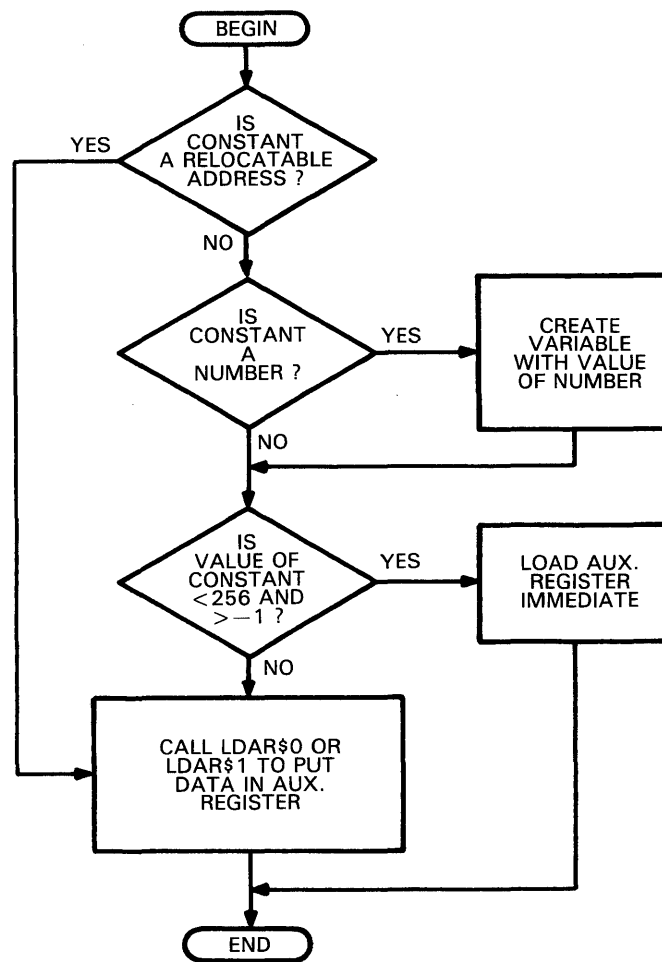 BEGIN
IS
CONSTANT
A RELOCATABLE
ADDRESS ?
YES
NO
IS
CONSTANT
A
NUMBER ?
YES
CREATE
VARIABLE
WITH VALUE
OF NUMBER
NO
IS
VALUE OF
CONSTANT
<256 AND
>—1 ?
YES
LOAD AUX.
REGISTER
IMMEDIATE
NO
CALL LDAR$0 OR
LDAR$1 TO PUT
DATA IN AUX.
REGISTER
END